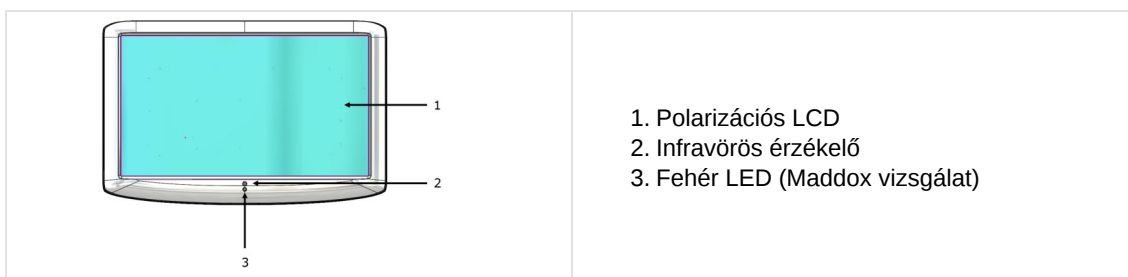 1
2
3
1. Polarizációs LCD
2. Infravörös érzékelő
3. Fehér LED (Maddox vizsgálat)